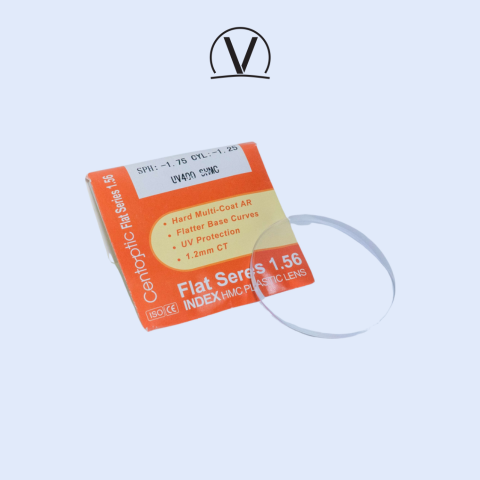 V
SPH:-1.75 CYL:-1.25
UV400 SHMC
Centoptic Flat Series 1.56
• Hard Multi-Coat AR
• Flatter Base Curves
• UV Protection
• 1.2mm CT
Flat Seres 1.56
INDEX HMC PLASTIC LENS
ISO CE